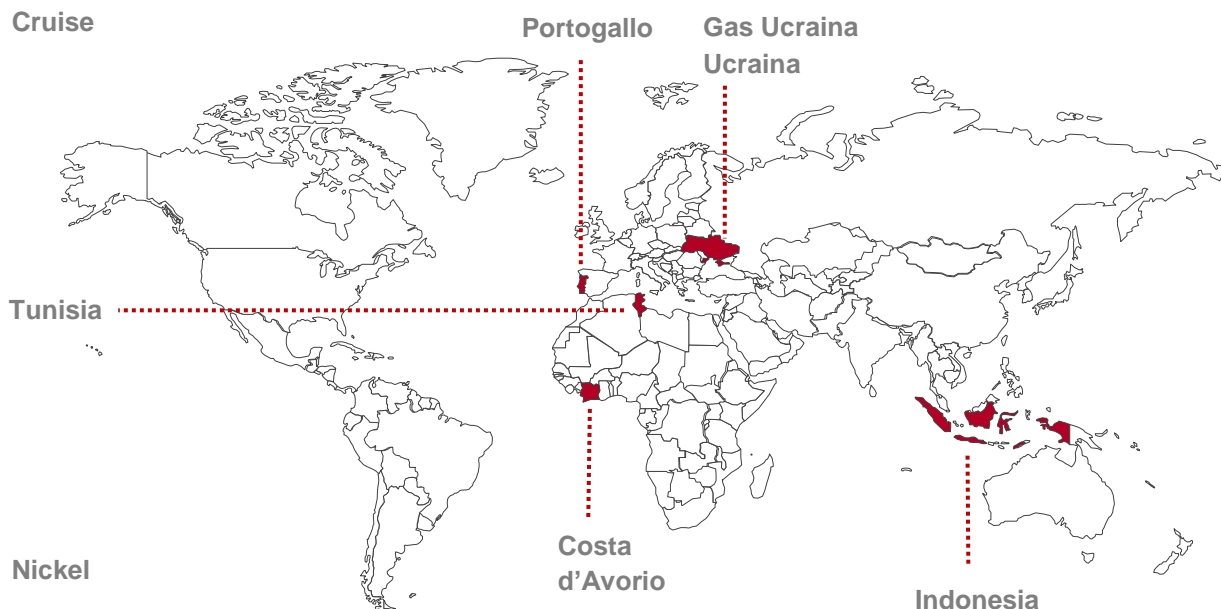 Cruise
Portogallo
Gas Ucraina
Ucraina
Tunisia
Costa
d’Avorio
Nickel
Indonesia